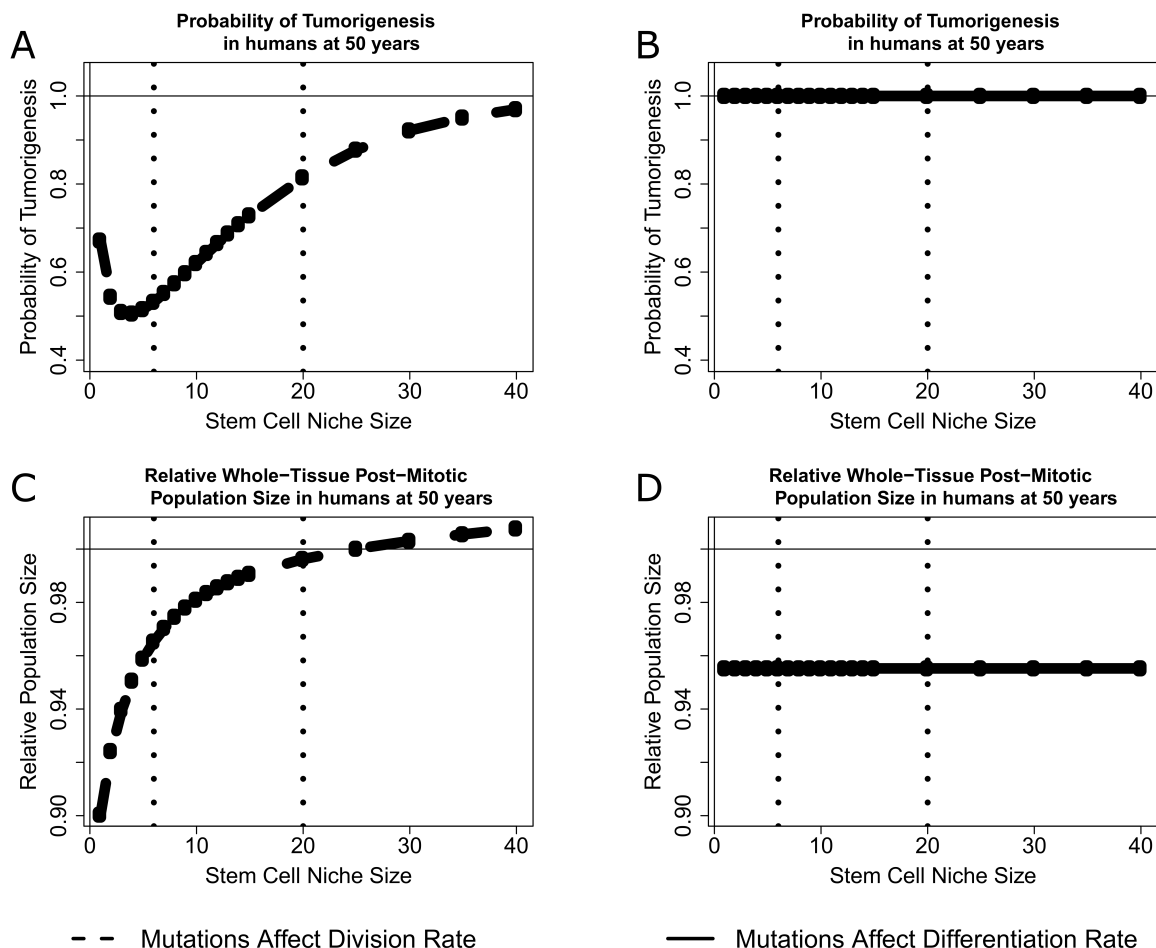 A
Probability of Tumorigenesis
in humans at 50 years
Probability of Tumorigenesis
0.4 0.6 0.8 1.0
0 10 20 30 40
Stem Cell Niche Size
B
Probability of Tumorigenesis
in humans at 50 years
Probability of Tumorigenesis
0.4 0.6 0.8 1.0
0 10 20 30 40
Stem Cell Niche Size
C
Relative Whole−Tissue Post−Mitotic
Population Size in humans at 50 years
Relative Population Size
0.90 0.94 0.98
0 10 20 30 40
Stem Cell Niche Size
D
Relative Whole−Tissue Post−Mitotic
Population Size in humans at 50 years
Relative Population Size
0.90 0.94 0.98
0 10 20 30 40
Stem Cell Niche Size
Mutations Affect Division Rate
Mutations Affect Differentiation Rate